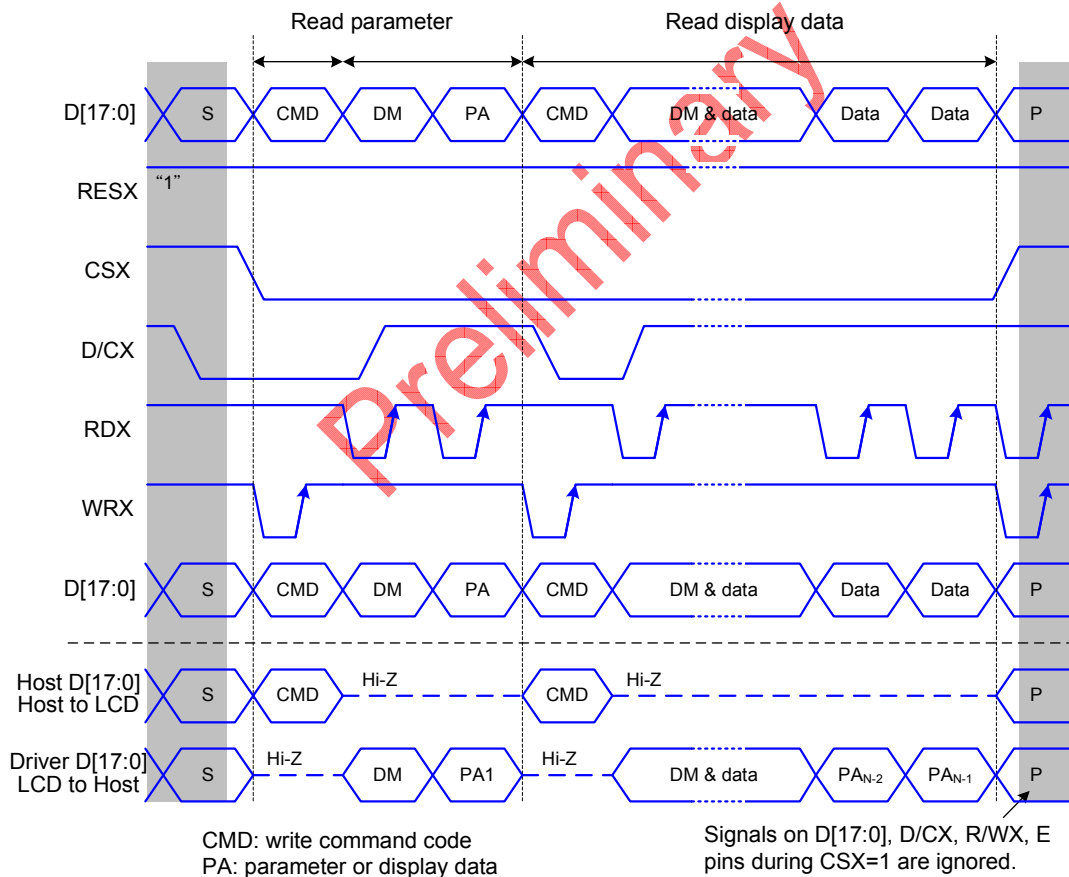 Read parameter Read display data
D[17:0] S CMD DM PA CMD DM & data Data Data P
RESX “1”
CSX
D/CX
RDX
WRX
D[17:0] S CMD DM PA CMD DM & data Data Data P
Host D[17:0]
Host to LCD
S CMD Hi-Z CMD Hi-Z P
Driver D[17:0]
LCD to Host
S Hi-Z DM PA1 Hi-Z DM & data PAN-2 PAN-1 P
CMD: write command code
PA: parameter or display data
Signals on D[17:0], D/CX, R/WX, E
pins during CSX=1 are ignored.
Preliminary